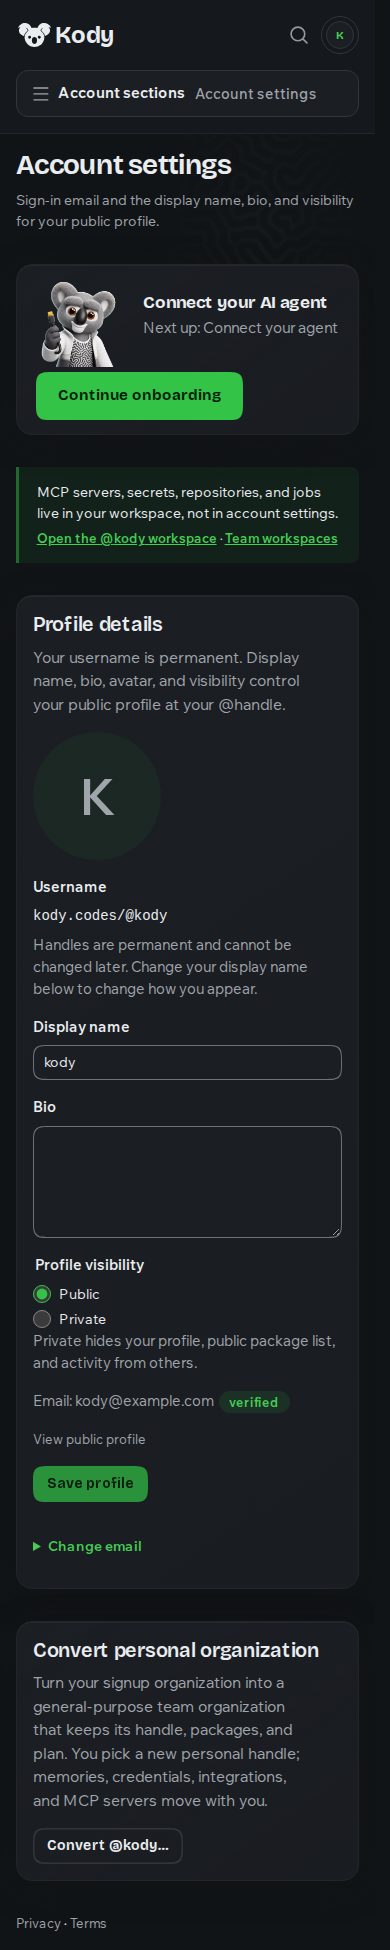 Kody
K
Account sections Account settings
Account settings
Sign-in email and the display name, bio, and visibility
for your public profile.
Connect your AI agent
Next up: Connect your agent
Continue onboarding
MCP servers, secrets, repositories, and jobs
live in your workspace, not in account settings.
Open the @kody workspace · Team workspaces
Profile details
Your username is permanent. Display
name, bio, avatar, and visibility control
your public profile at your @handle.
K
Username
kody.codes/@kody
Handles are permanent and cannot be
changed later. Change your display name
below to change how you appear.
Display name
kody
Bio
Profile visibility
Public
Private
Private hides your profile, public package list,
and activity from others.
Email: kody@example.com verified
View public profile
Save profile
Change email
Convert personal organization
Turn your signup organization into a
general-purpose team organization
that keeps its handle, packages, and
plan. You pick a new personal handle;
memories, credentials, integrations,
and MCP servers move with you.
Convert @kody...
Privacy · Terms